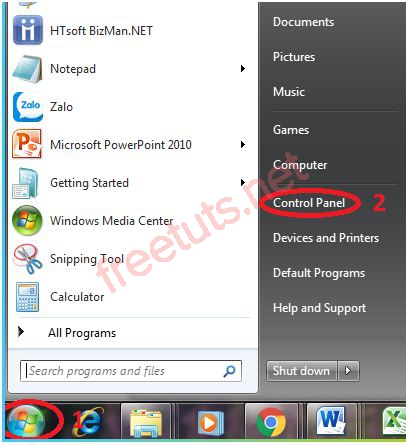 HTsoft BizMan.NET
Notepad
Zalo
Zalo
Microsoft PowerPoint 2010
Getting Started
Windows Media Center
Snipping Tool
Calculator
All Programs
Search programs and files
Documents
Pictures
Music
Games
Computer
Control Panel 2
Devices and Printers
Default Programs
Help and Support
Shut down
1
freetuts.net